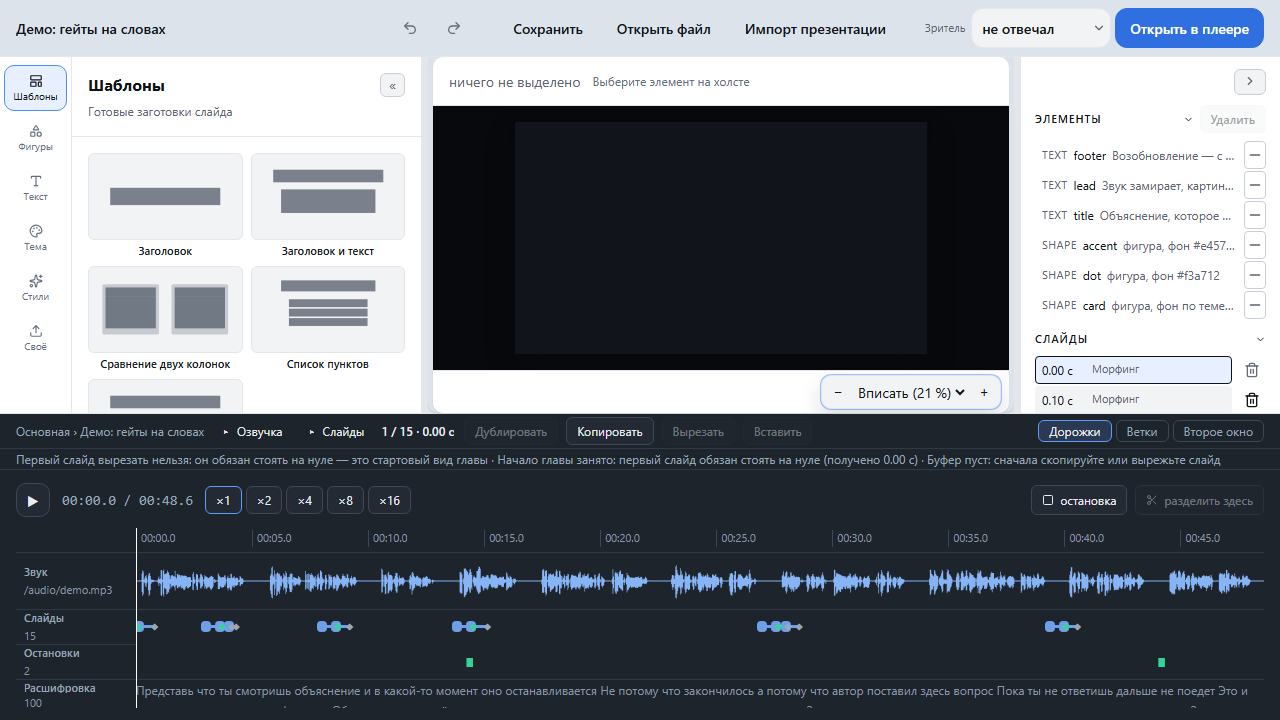 Демо: гейты на словах
Сохранить
Открыть файл
Импорт презентации
Зритель
не отвечал
Открыть в плеере
Шаблоны
Фигуры
Текст
Тема
Стили
Своё
Шаблоны
«
Готовые заготовки слайда
Заголовок
Заголовок и текст
Сравнение двух колонок
Список пунктов
ничего не выделено
Выберите элемент на холсте
− Вписать (21 %) +
ЭЛЕМЕНТЫ
Удалить
TEXT footer Возобновление — с ...
TEXT lead Звук замирает, картин...
TEXT title Объяснение, которое ...
SHAPE accent фигура, фон #e457...
SHAPE dot фигура, фон #f3a712
SHAPE card фигура, фон по теме...
СЛАЙДЫ
0.00 с Морфинг
0.10 с Морфинг
Основная › Демо: гейты на словах
▸ Озвучка
▸ Слайды
1 / 15 · 0.00 с
Дублировать
Копировать
Вырезать
Вставить
Дорожки
Ветки
Второе окно
Первый слайд вырезать нельзя: он обязан стоять на нуле — это стартовый вид главы · Начало главы занято: первый слайд обязан стоять на нуле (получено 0.00 с) · Буфер пуст: сначала скопируйте или вырежьте слайд
00:00.0 / 00:48.6
×1
×2
×4
×8
×16
остановка
разделить здесь
00:00.0
00:05.0
00:10.0
00:15.0
00:20.0
00:25.0
00:30.0
00:35.0
00:40.0
00:45.0
Звук
/audio/demo.mp3
Слайды
15
Остановки
2
Расшифровка
100
Представь что ты смотришь объяснение и в какой-то момент оно останавливается Не потому что закончилось а потому что автор поставил здесь вопрос Пока ты не ответишь дальше не поедет Это и